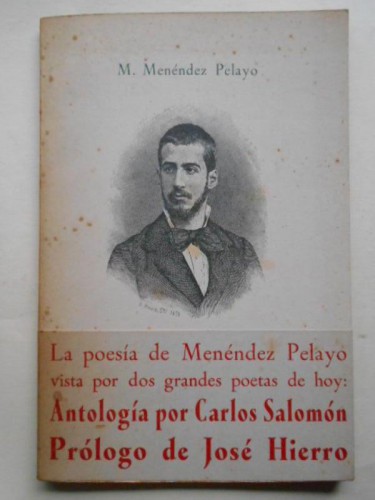 M. Menéndez Pelayo
La poesía de Menéndez Pelayo
vista por dos grandes poetas de hoy:
Antología por Carlos Salomón
Prólogo de José Hierro